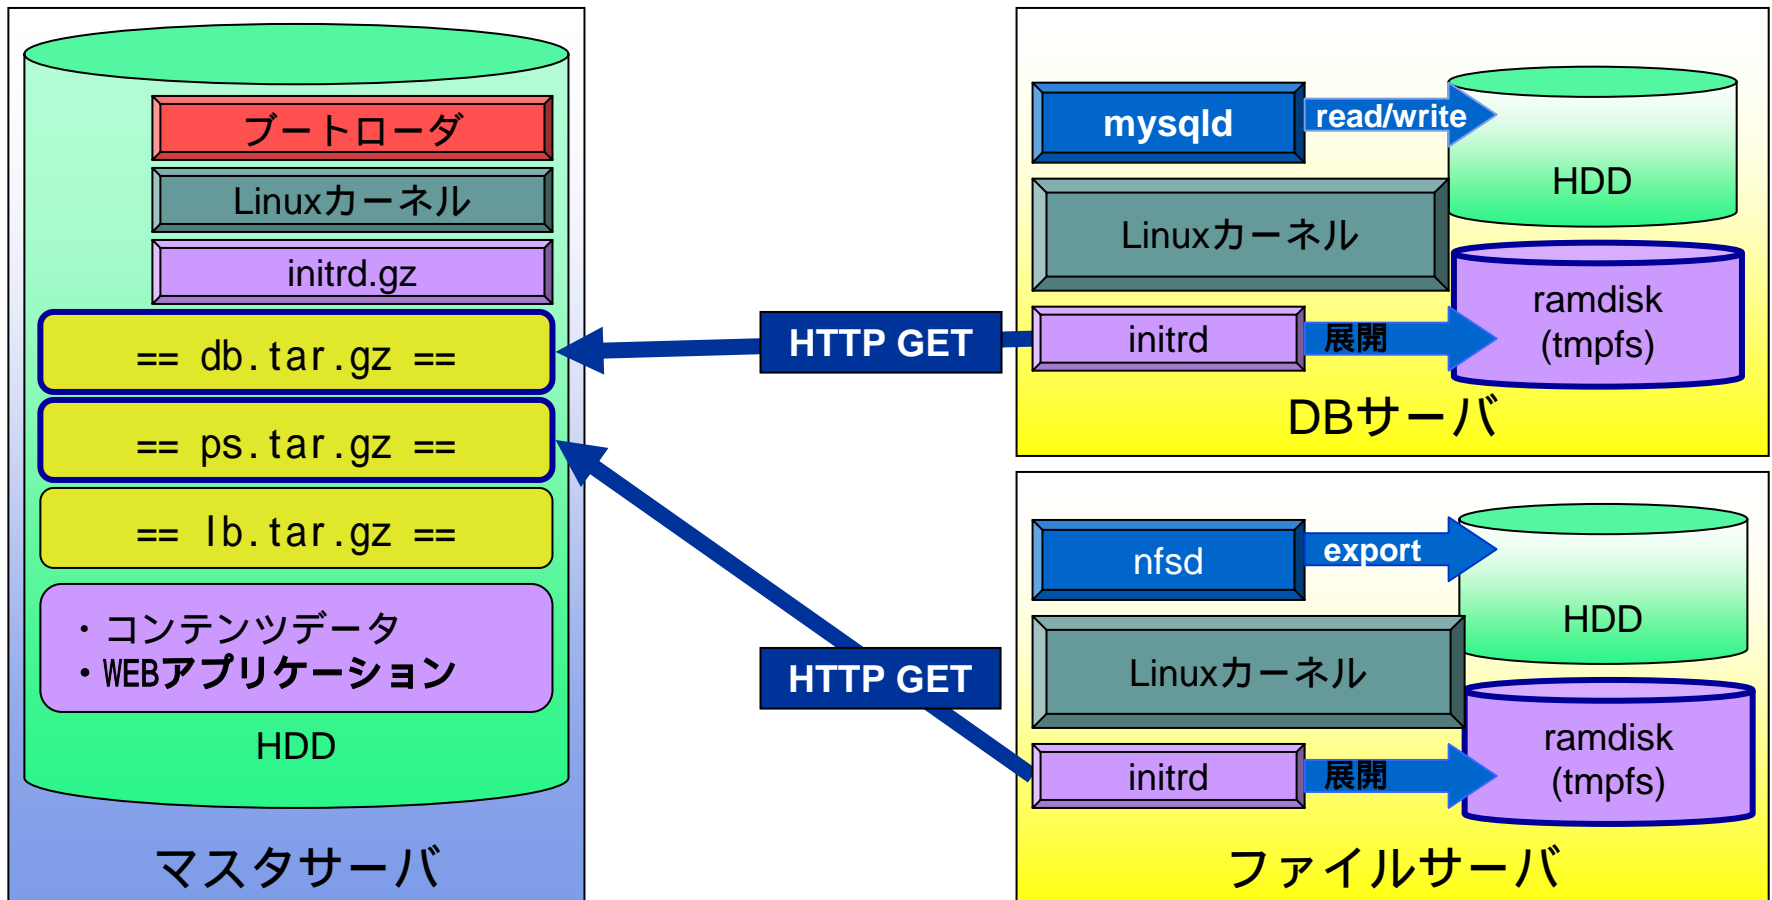 ブートローダ
Linuxカーネル
initrd.gz
== db.tar.gz ==
== ps.tar.gz ==
== lb.tar.gz ==
・コンテンツデータ
・WEBアプリケーション
HDD
マスタサーバ
HTTP GET
HTTP GET
mysqld
read/write
HDD
Linuxカーネル
initrd
展開
ramdisk
(tmpfs)
DBサーバ
nfsd
export
HDD
Linuxカーネル
initrd
展開
ramdisk
(tmpfs)
ファイルサーバ